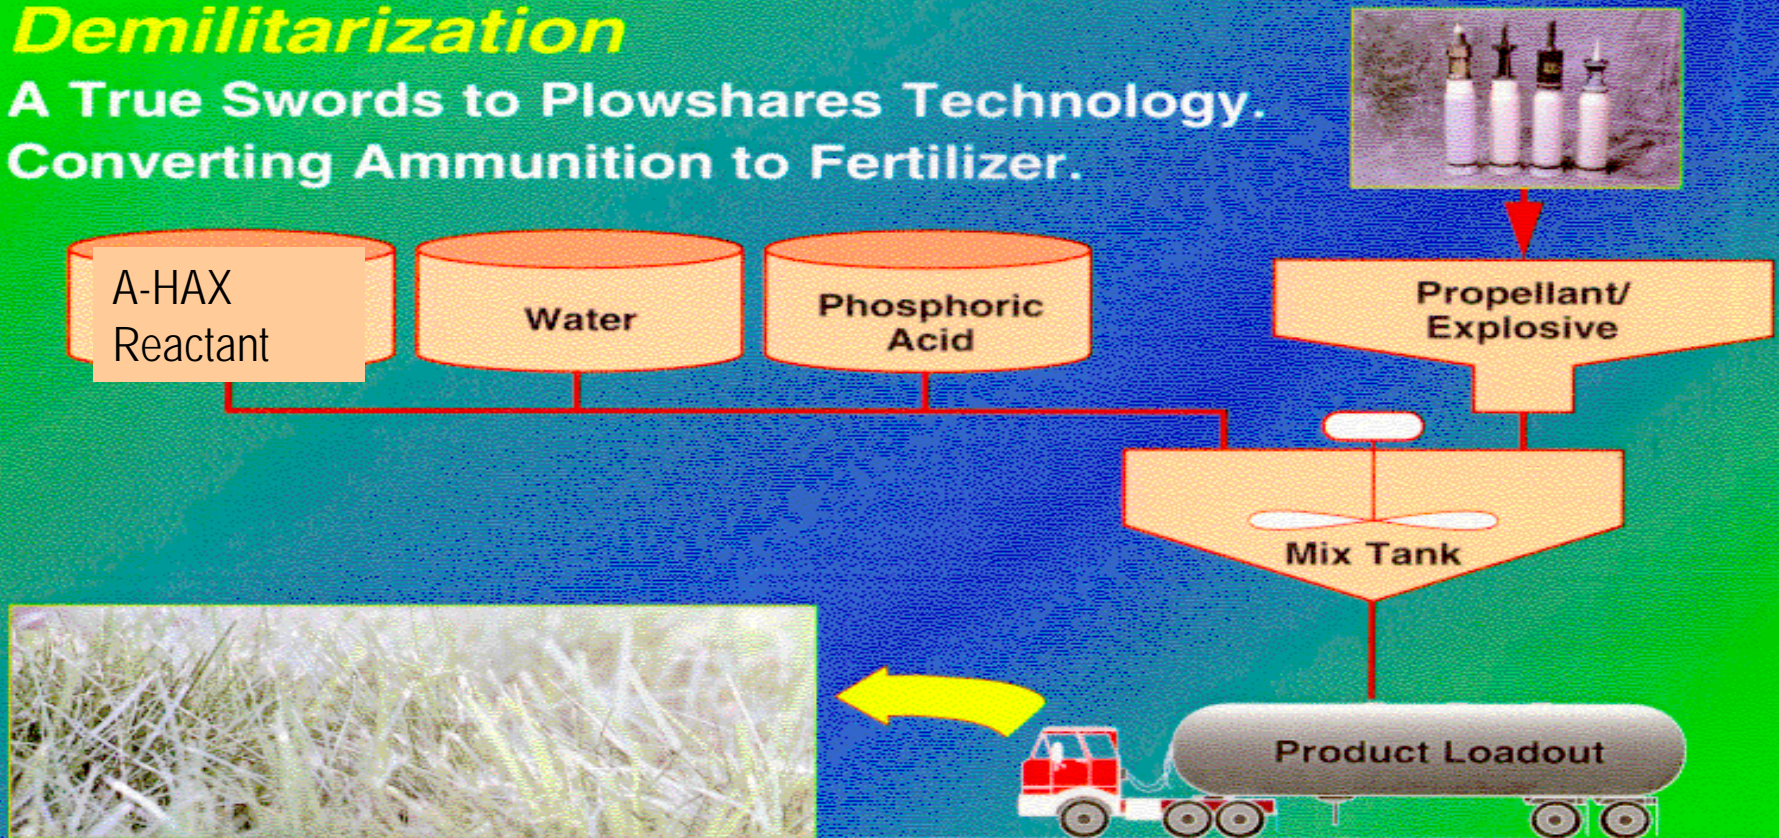 Demilitarization
A True Swords to Plowshares Technology.
Converting Ammunition to Fertilizer.
A-HAX
Reactant
Water
Phosphoric
Acid
Propellant/
Explosive
Mix Tank
Product Loadout